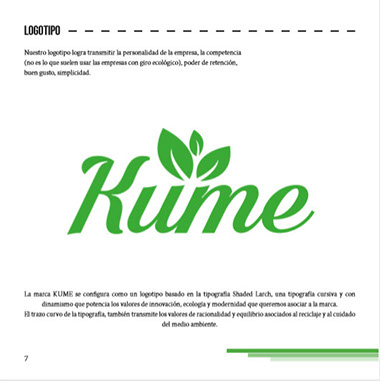 LOGOTIPO
Nuestro logotipo logra transmitir la personalidad de la empresa, la competencia
(no es lo que suelen usar las empresas con giro ecológico), poder de retención,
buen gusto, simplicidad.
Kume
La marca KUME se configura como un logotipo basado en la tipografía Shaded Larch, una tipografía cursiva y con
dinamismo que potencia los valores de innovación, ecología y modernidad que queremos asociar a la marca.
El trazo curvo de la tipografía, también transmite los valores de racionalidad y equilibrio asociados al reciclaje y al cuidado
del medio ambiente.
7